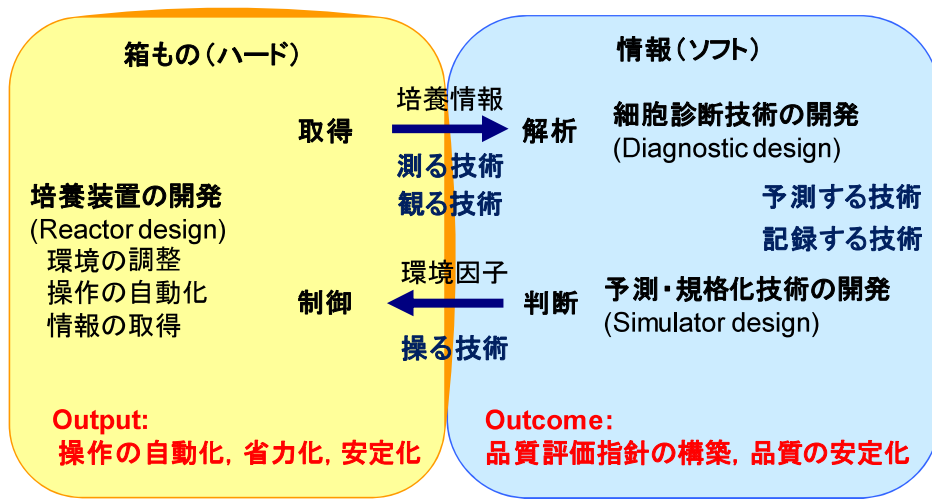 箱もの(ハード)
取得
培養装置の開発
(Reactor design)
環境の調整
操作の自動化
情報の取得
制御
Output:
操作の自動化, 省力化, 安定化
培養情報
測る技術
観る技術
環境因子
操る技術
情報(ソフト)
解析
細胞診断技術の開発
(Diagnostic design)
予測する技術
記録する技術
判断
予測・規格化技術の開発
(Simulator design)
Outcome:
品質評価指針の構築, 品質の安定化